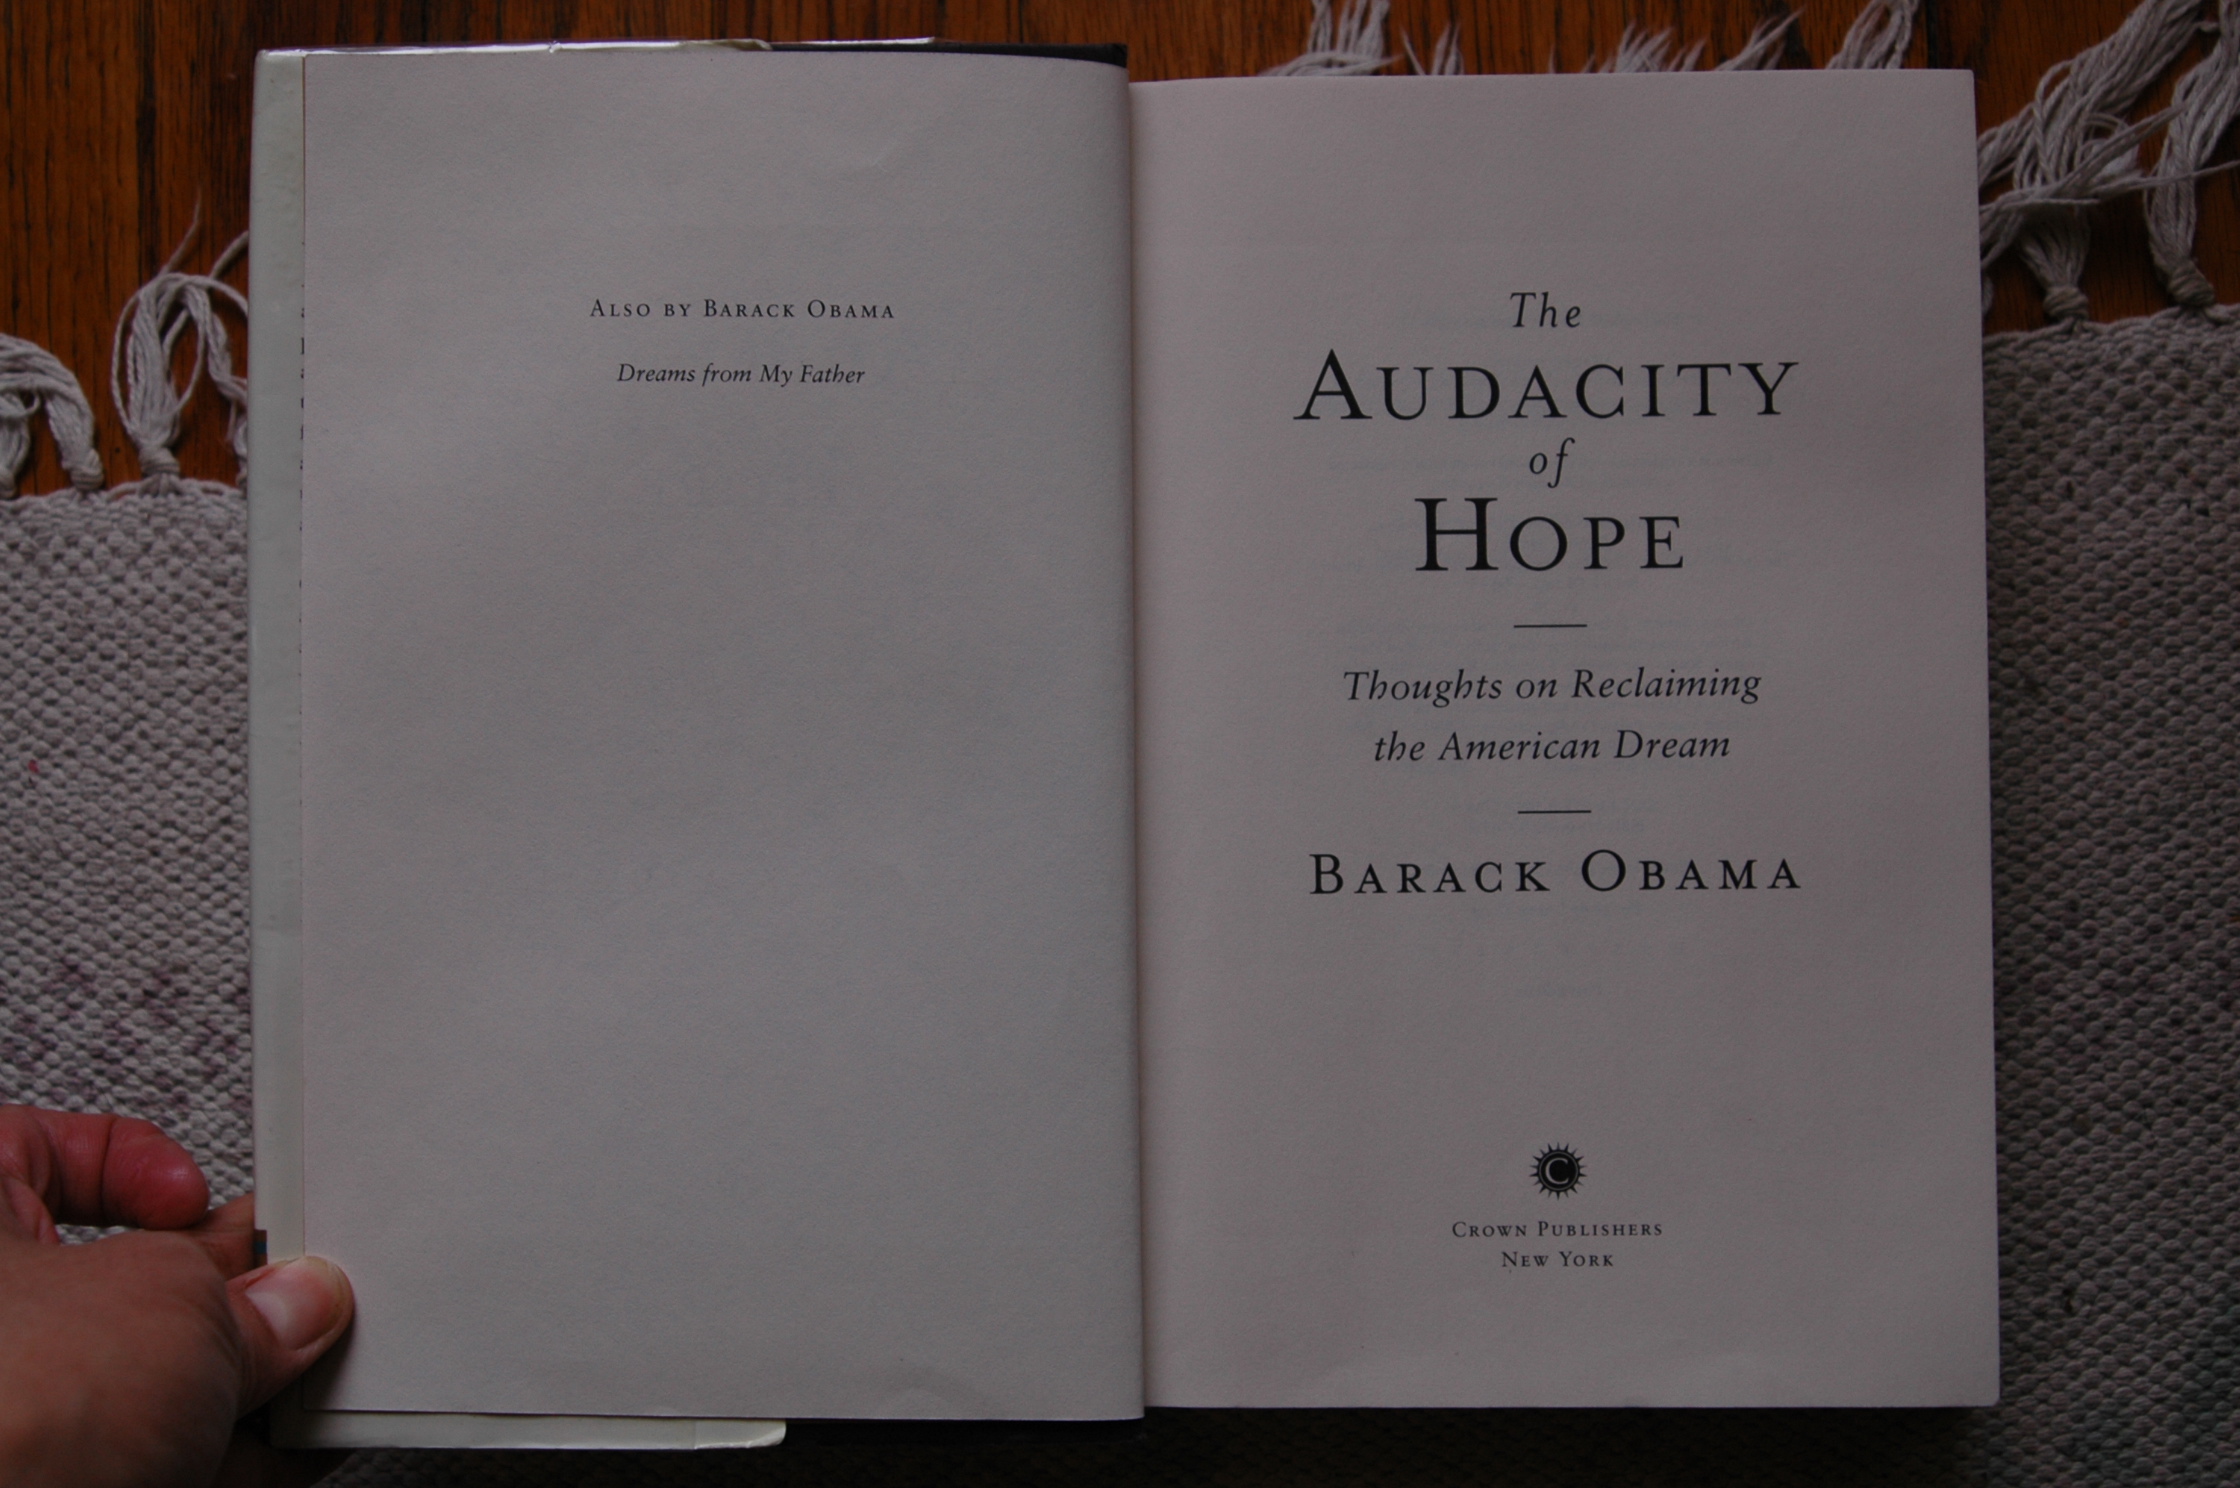 Also by Barack Obama
Dreams from My Father
The
Audacity
of
Hope
Thoughts on Reclaiming
the American Dream
Barack Obama
C
Crown Publishers
New York